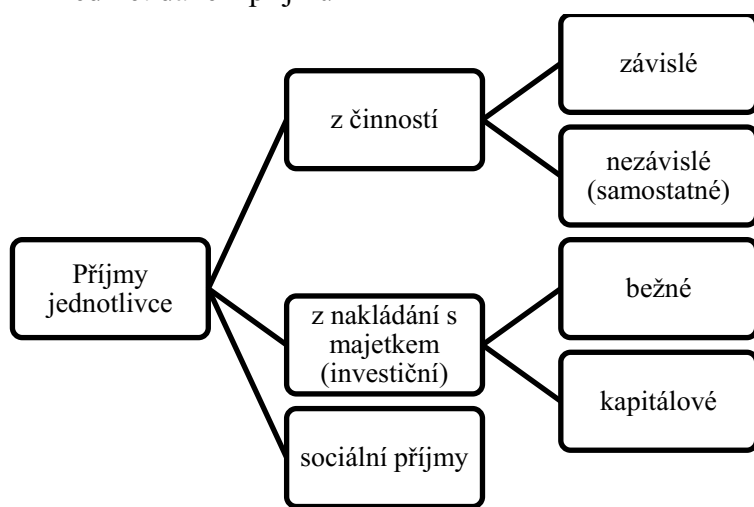 závislé
z činností
nezávislé
(samostatné)
Příjmy
jednotlivce
bežné
z nakládání s
majetkem
(investiční)
kapitálové
sociální příjmy